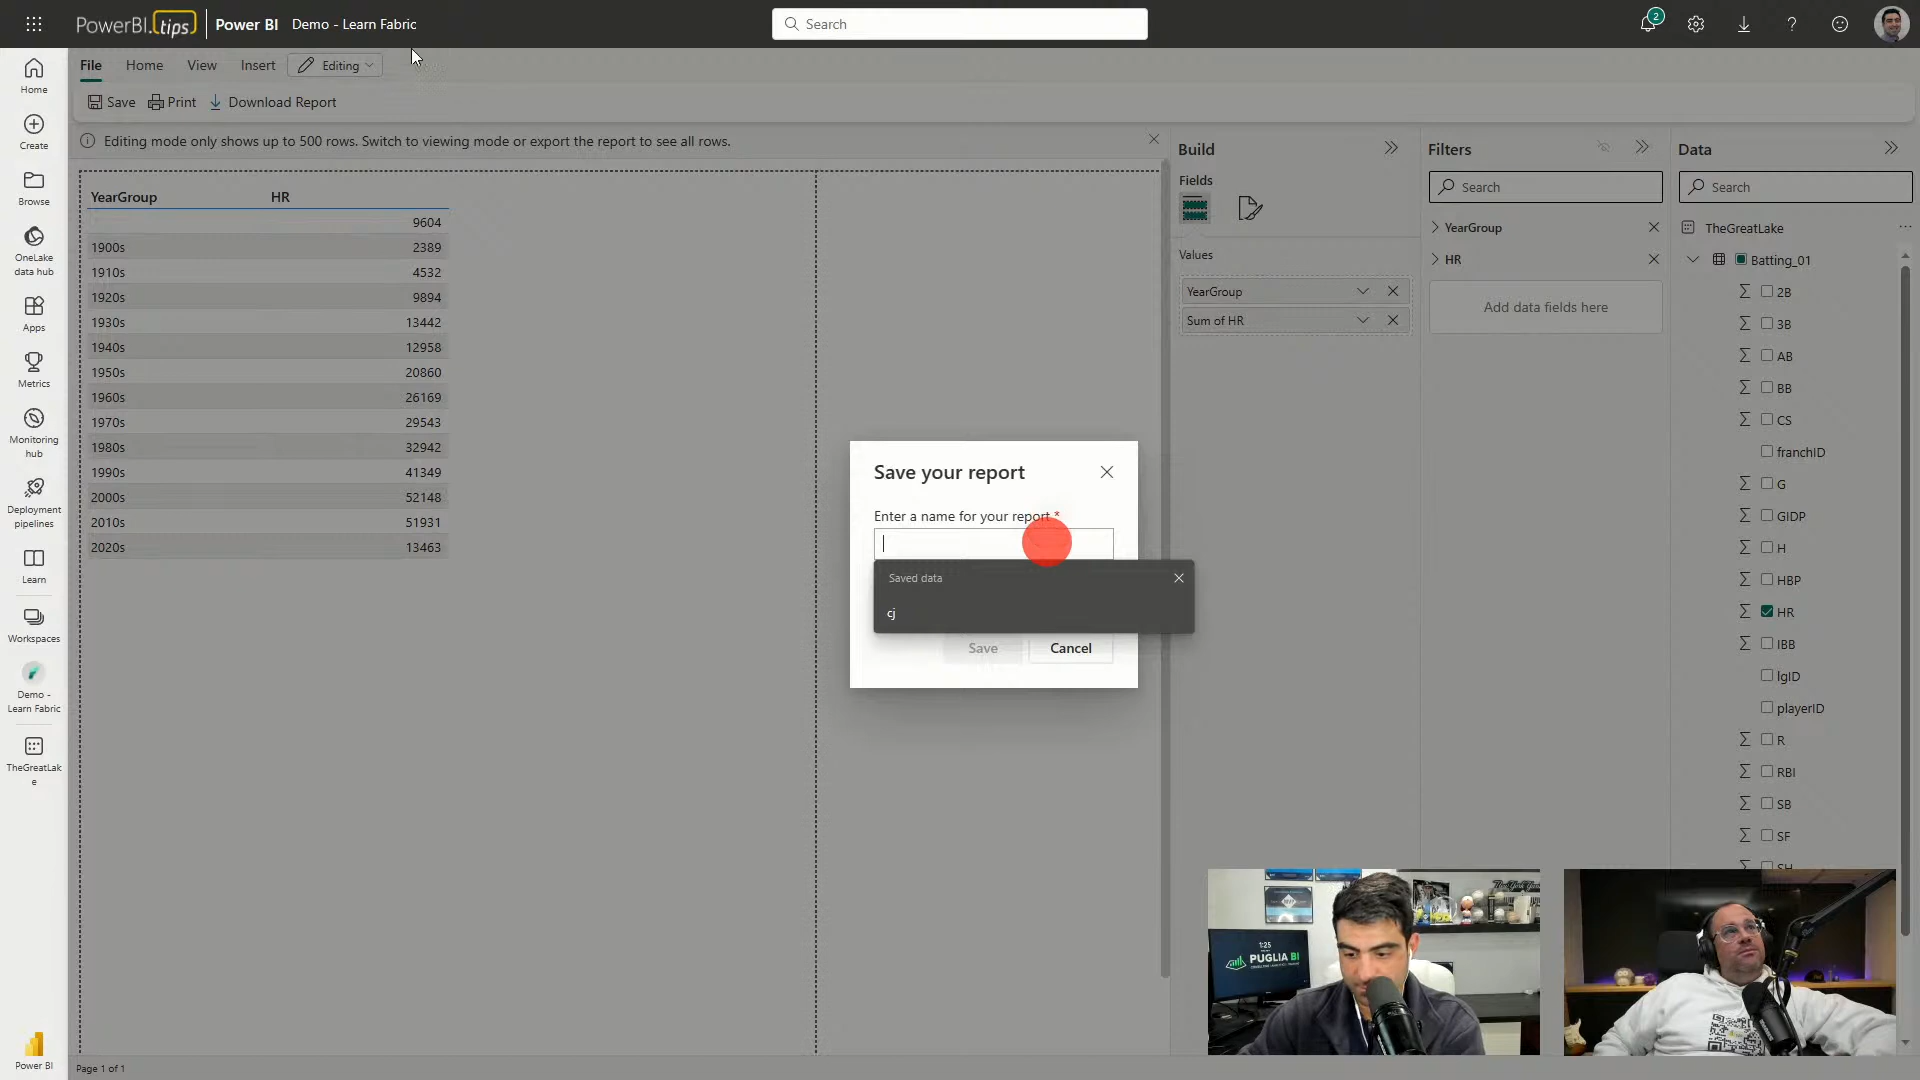 PowerBI.tips
Power BI
Demo - Learn Fabric
Search
2
File
Home
View
Insert
Editing
Save
Print
Download Report
Editing mode only shows up to 500 rows. Switch to viewing mode or export the report to see all rows.
Home
Create
Browse
OneLake
data hub
Apps
Metrics
Monitoring
hub
Deployment
pipelines
Learn
Workspaces
Demo -
Learn Fabric
TheGreatLak
e
Power BI
YearGroup HR
9604
1900s 2389
1910s 4532
1920s 9894
1930s 13442
1940s 12958
1950s 20860
1960s 26169
1970s 29543
1980s 32942
1990s 41349
2000s 52148
2010s 51931
2020s 13463
Save your report
Enter a name for your report *
Saved data
cj
Save
Cancel
Build
Fields
Values
YearGroup
Sum of HR
Filters
Search
YearGroup
HR
Add data fields here
Data
Search
TheGreatLake
Batting_01
2B
3B
AB
BB
CS
franchID
G
GIDP
H
HBP
HR
IBB
lgID
playerID
R
RBI
SB
SF
SH
1:25
PUGLIA BI
Page 1 of 1